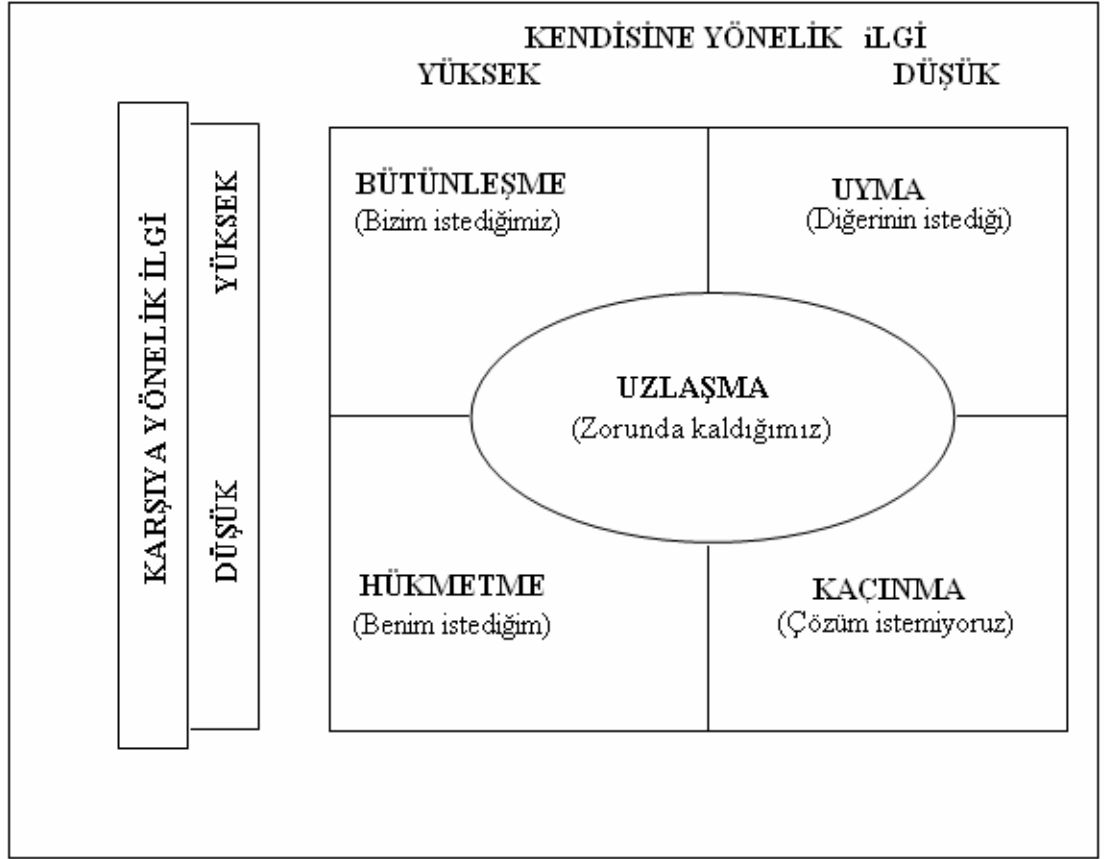 KENDİSİNE YÖNELİK iLGİ
YÜKSEK DÜŞÜK
KARŞIYA YÖNELİK İLGİ
YÜKSEK
DÜŞÜK
BÜTÜNLEŞME
(Bizim istediğimiz)
UYMA
(Diğerinin istediği)
UZLAŞMA
(Zorunda kaldığımız)
HÜKMETME
(Benim istediğim)
KAÇINMA
(Çözüm istemiyoruz)